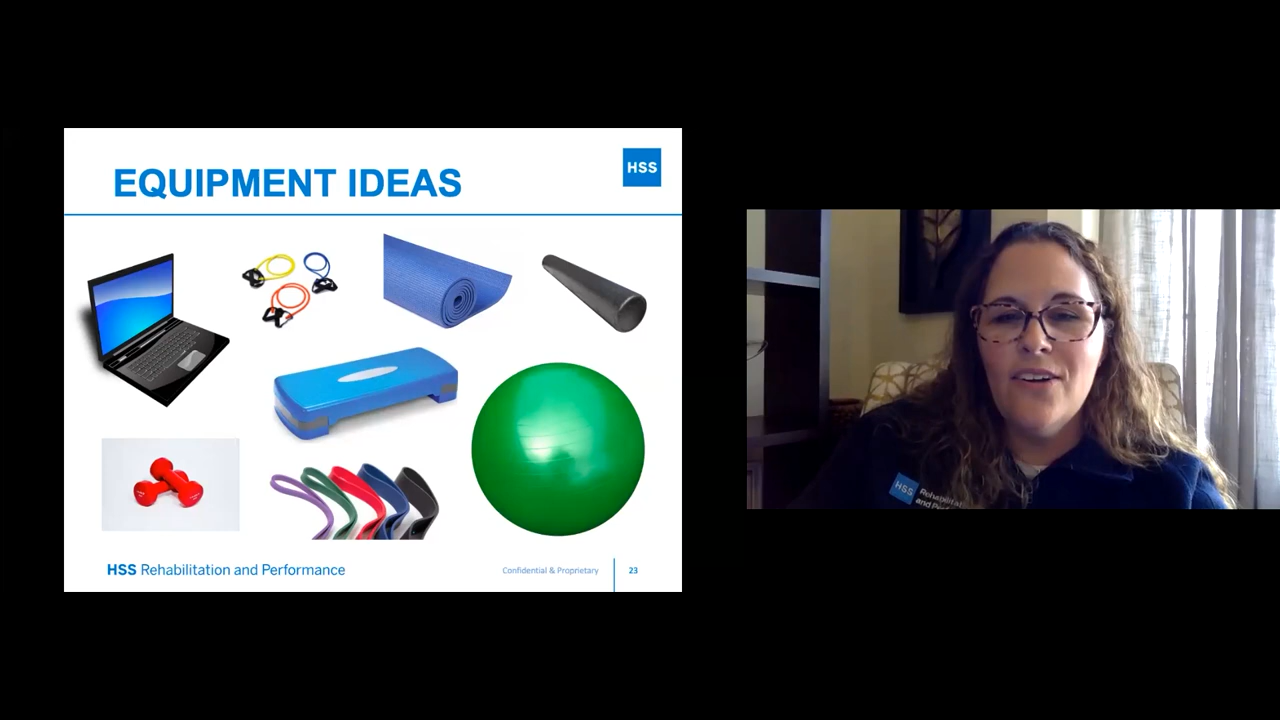 EQUIPMENT IDEAS
HSS
HSS Rehabilitation and Performance
Confidential & Proprietary
23
HSS